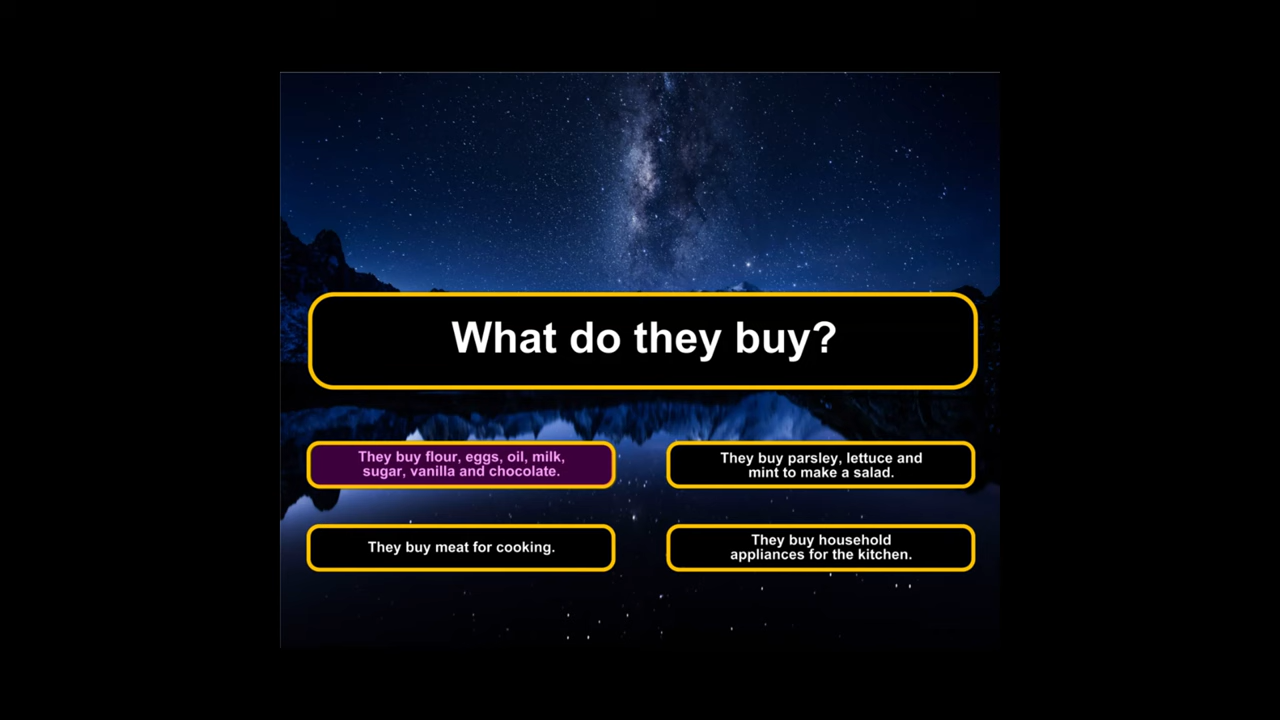 What do they buy?
They buy flour, eggs, oil, milk,
sugar, vanilla and chocolate.
They buy parsley, lettuce and
mint to make a salad.
They buy meat for cooking.
They buy household
appliances for the kitchen.